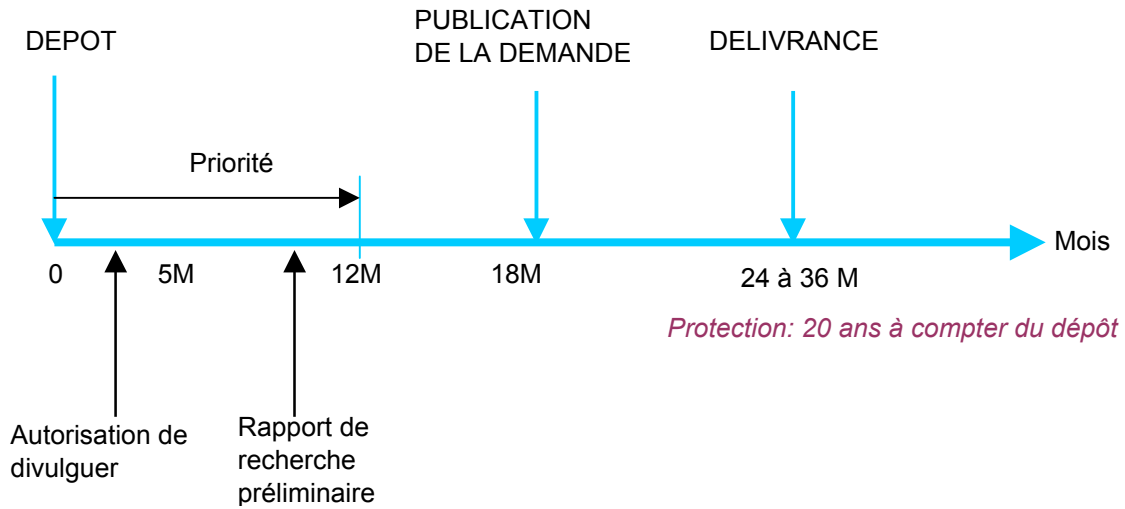 DEPOT
PUBLICATION
DE LA DEMANDE
DELIVRANCE
Priorité
Mois
0
5M
12M
18M
24 à 36 M
Protection: 20 ans à compter du dépôt
Autorisation de
divulguer
Rapport de
recherche
préliminaire